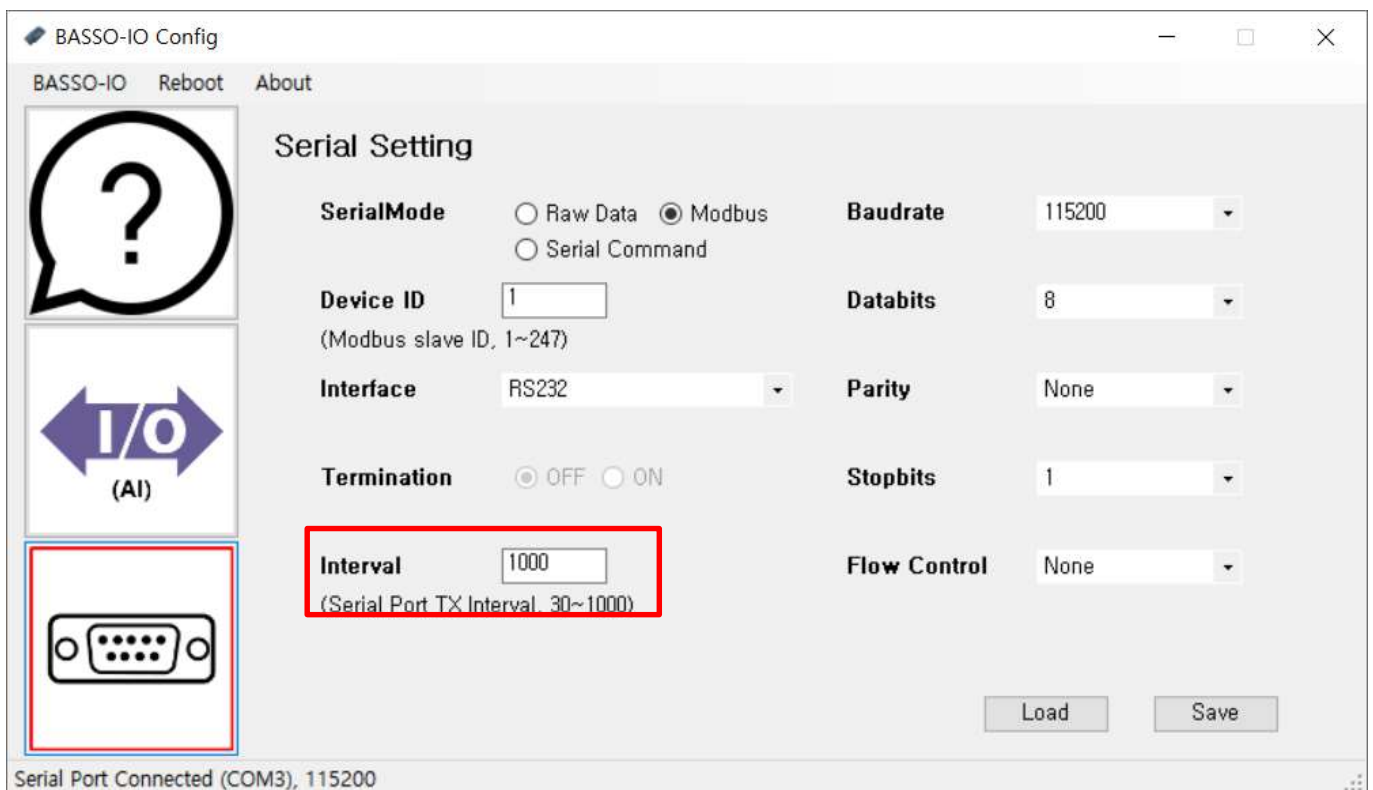 BASSO-IO Config
BASSO-IO Reboot About
?
Serial Setting
SerialMode Raw Data Modbus
Serial Command
Baudrate 115200
Device ID 1
(Modbus slave ID, 1~247)
Databits 8
I/O
(AI)
Interface RS232
Parity None
Termination OFF ON
Stopbits 1
Interval 1000
(Serial Port TX Interval, 30~1000)
Flow Control None
Load Save
Serial Port Connected (COM3), 115200